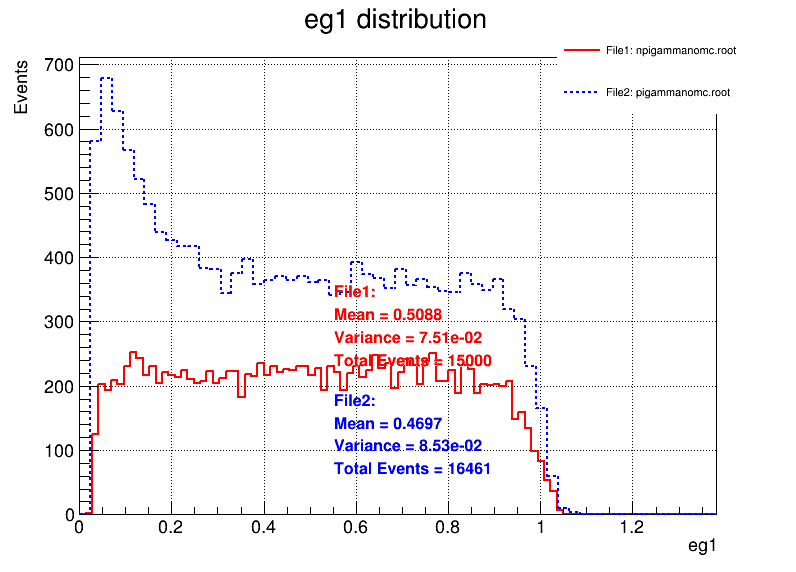 eg1 distribution
Events
File1: npigammanomc.root
File2: pigammanomc.root
700
600
500
400
300
200
100
0
File1:
Mean = 0.5088
Variance = 7.51e-02
Total Events = 15000
File2:
Mean = 0.4697
Variance = 8.53e-02
Total Events = 16461
0 0.2 0.4 0.6 0.8 1 1.2
eg1